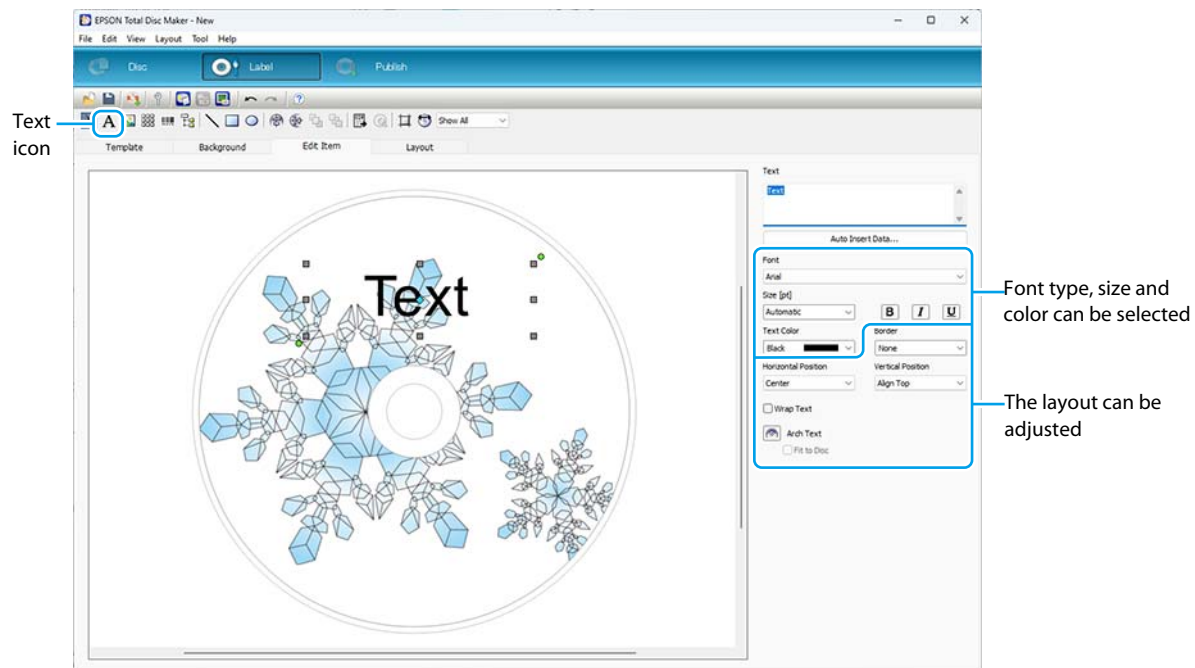 EPSON Total Disc Maker - New
File Edit View Layout Tool Help
Disc Label Publish
Text
icon
A Show All
Template Background Edit Item Layout
Text
Text
Auto Insert Data...
Font
Arial
Size [pt]
Automatic B I U
Text Color Border
Black None
Horizontal Position Vertical Position
Center Align Top
Wrap Text
Arch Text
Fit to Disc
Text
Font type, size and
color can be selected
The layout can be
adjusted